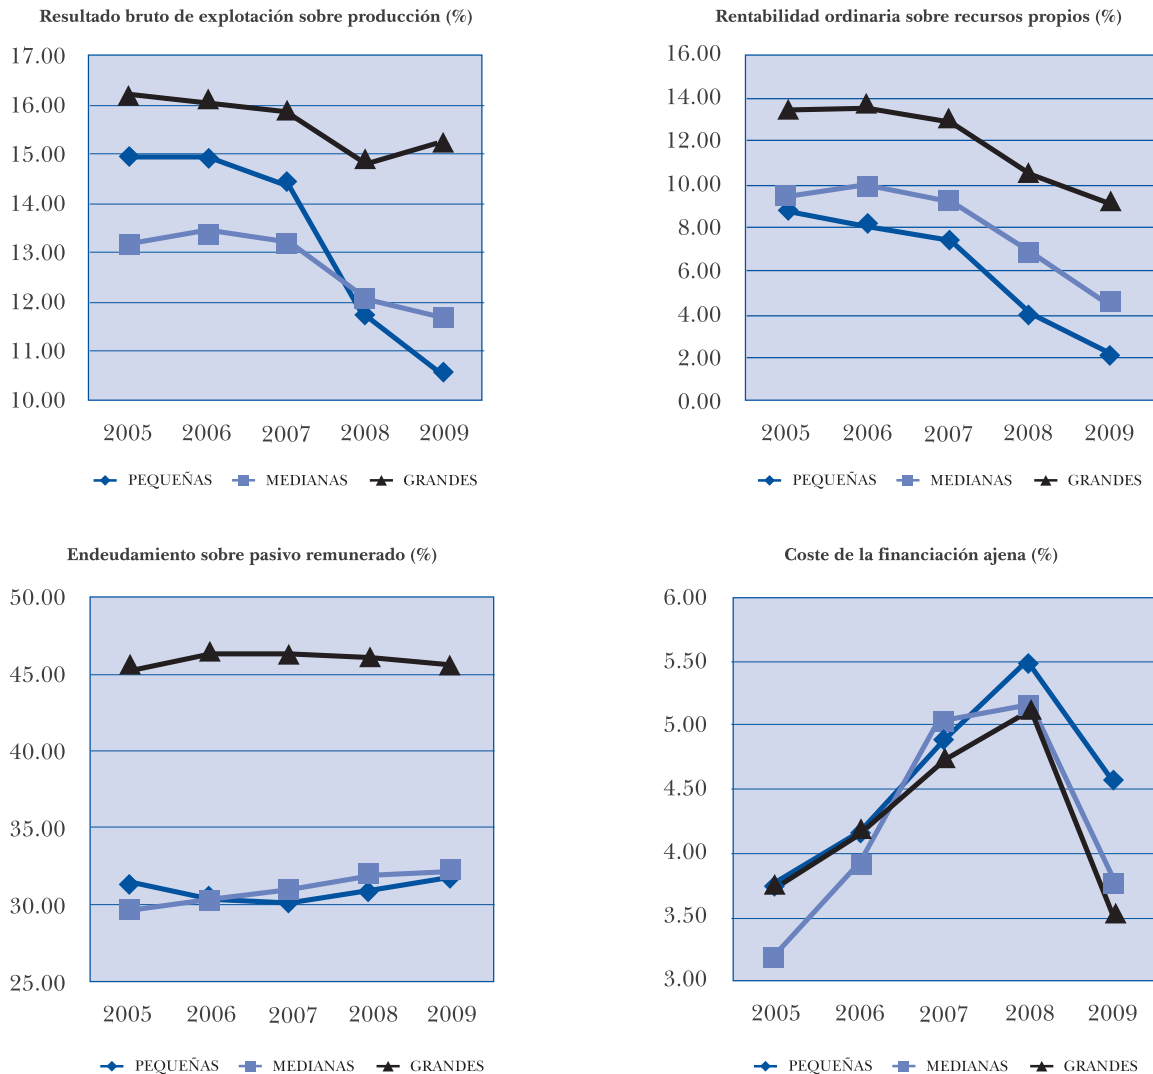 Resultado bruto de explotación sobre producción (%)
17.00
16.00
15.00
14.00
13.00
12.00
11.00
10.00
2005 2006 2007 2008 2009
PEQUEÑAS MEDIANAS GRANDES
Rentabilidad ordinaria sobre recursos propios (%)
16.00
14.00
12.00
10.00
8.00
6.00
4.00
2.00
0.00
2005 2006 2007 2008 2009
PEQUEÑAS MEDIANAS GRANDES
Endeudamiento sobre pasivo remunerado (%)
50.00
45.00
40.00
35.00
30.00
25.00
2005 2006 2007 2008 2009
PEQUEÑAS MEDIANAS GRANDES
Coste de la financiación ajena (%)
6.00
5.50
5.00
4.50
4.00
3.50
3.00
2005 2006 2007 2008 2009
PEQUEÑAS MEDIANAS GRANDES